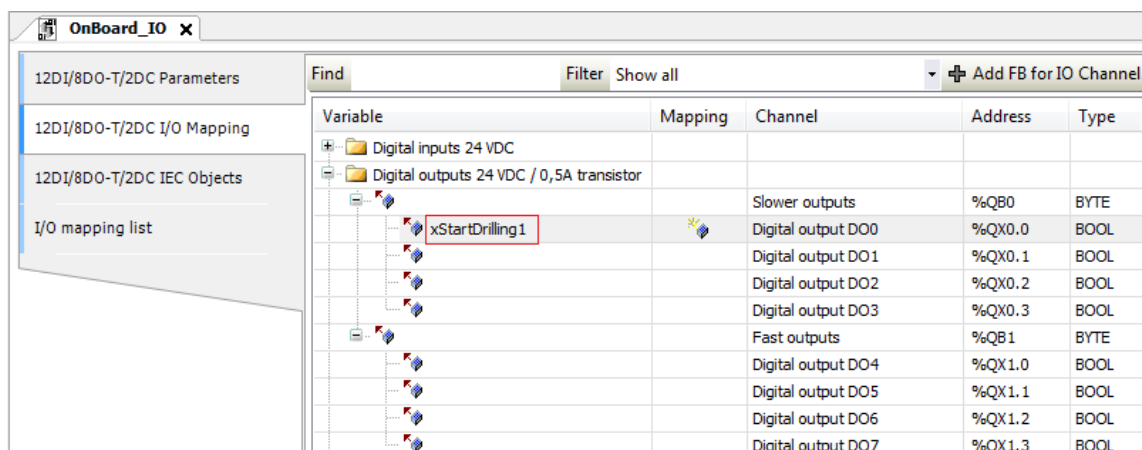 OnBoard_IO
12DI/8DO-T/2DC Parameters
12DI/8DO-T/2DC I/O Mapping
12DI/8DO-T/2DC IEC Objects
I/O mapping list
Find Filter Show all Add FB for IO Channel
Variable Mapping Channel Address Type
Digital inputs 24 VDC
Digital outputs 24 VDC / 0,5A transistor
Slower outputs %QB0 BYTE
xStartDrilling1 Digital output DO0 %QX0.0 BOOL
Digital output DO1 %QX0.1 BOOL
Digital output DO2 %QX0.2 BOOL
Digital output DO3 %QX0.3 BOOL
Fast outputs %QB1 BYTE
Digital output DO4 %QX1.0 BOOL
Digital output DO5 %QX1.1 BOOL
Digital output DO6 %QX1.2 BOOL
Digital output DO7 %QX1.3 BOOL